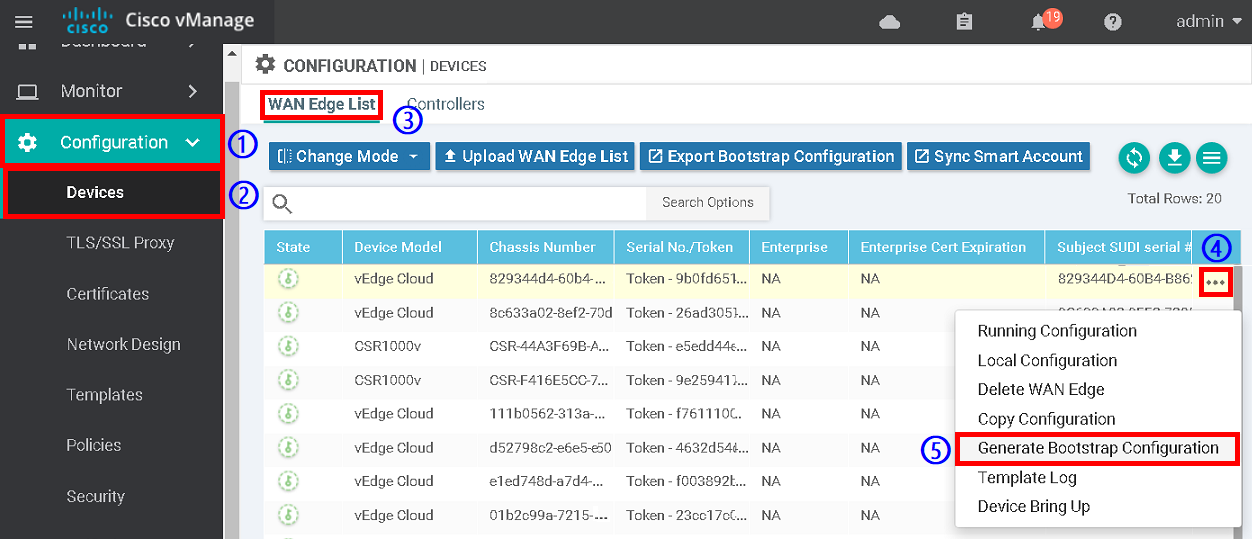 cisco Cisco vManage
19
?
admin
Dashboard
Monitor
Configuration
Devices
TLS/SSL Proxy
Certificates
Network Design
Templates
Policies
Security
①
②
CONFIGURATION | DEVICES
WAN Edge List Controllers
③
Change Mode Upload WAN Edge List Export Bootstrap Configuration Sync Smart Account
Search Options Total Rows: 20
State Device Model Chassis Number Serial No./Token Enterprise Enterprise Cert Expiration Subject SUDI serial # ④
vEdge Cloud 829344d4-60b4-... Token - 9b0fd651... NA NA 829344D4-60B4-B86 •••
vEdge Cloud 8c633a02-8ef2-70d Token - 26ad3051... NA NA
CSR1000v CSR-44A3F69B-A... Token - e5edd44e... NA NA
CSR1000v CSR-F416E5CC-7... Token - 9e259417... NA NA
vEdge Cloud 111b0562-313a-... Token - f7611100... NA NA
vEdge Cloud d52798c2-e6e5-e50 Token - 4632d54... NA NA
vEdge Cloud e1ed748d-a7d4-... Token - f003892b... NA NA
vEdge Cloud 01b2c99a-7215-... Token - 23cc17c... NA NA
Running Configuration
Local Configuration
Delete WAN Edge
Copy Configuration
⑤ Generate Bootstrap Configuration
Template Log
Device Bring Up